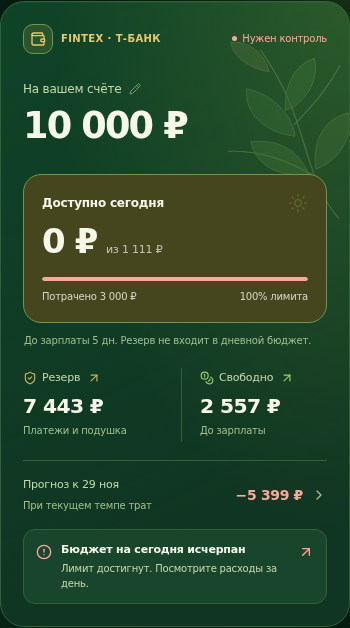 FINTEX · Т-БАНК
Нужен контроль
На вашем счёте
10 000 ₽
Доступно сегодня
0 ₽ из 1 111 ₽
Потрачено 3 000 ₽
100% лимита
До зарплаты 5 дн. Резерв не входит в дневной бюджет.
Резерв
7 443 ₽
Платежи и подушка
Свободно
2 557 ₽
До зарплаты
Прогноз к 29 ноя
При текущем темпе трат
−5 399 ₽
Бюджет на сегодня исчерпан
Лимит достигнут. Посмотрите расходы за
день.